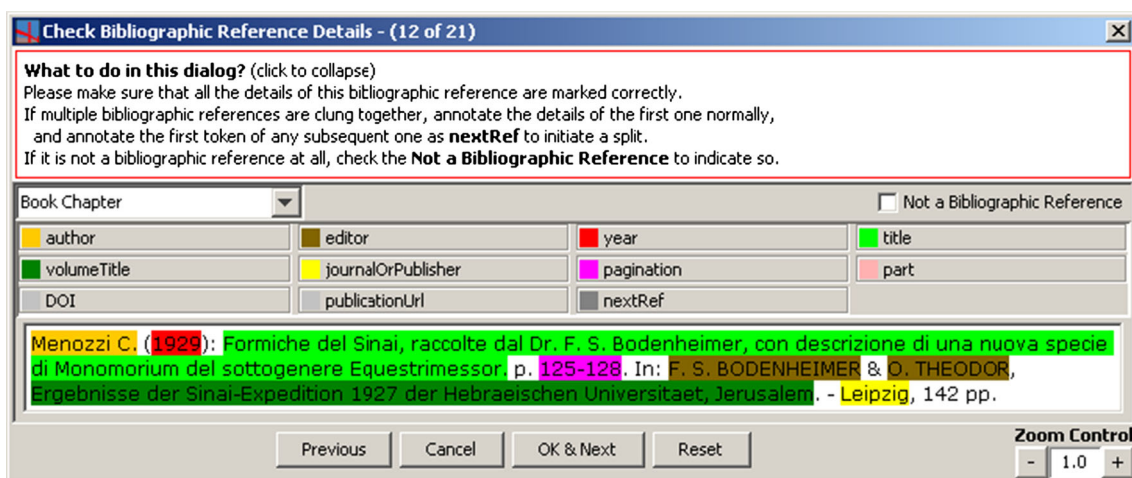 Check Bibliographic Reference Details - (12 of 21)
What to do in this dialog? (click to collapse)
Please make sure that all the details of this bibliographic reference are marked correctly.
If multiple bibliographic references are clung together, annotate the details of the first one normally,
and annotate the first token of any subsequent one as nextRef to initiate a split.
If it is not a bibliographic reference at all, check the Not a Bibliographic Reference to indicate so.
Book Chapter Not a Bibliographic Reference
author editor year title
volumeTitle journalOrPublisher pagination part
DOI publicationUrl nextRef
Menozzi C. (1929): Formiche del Sinai, raccolte dal Dr. F. S. Bodenheimer, con descrizione di una nuova specie
di Monomorium del sottogenere Equestrimessor. p. 125-128. In: F. S. BODENHEIMER & O. THEODOR,
Ergebnisse der Sinai-Expedition 1927 der Hebraeischen Universitaet, Jerusalem. - Leipzig, 142 pp.
Previous Cancel OK & Next Reset
Zoom Control
- 1.0 +